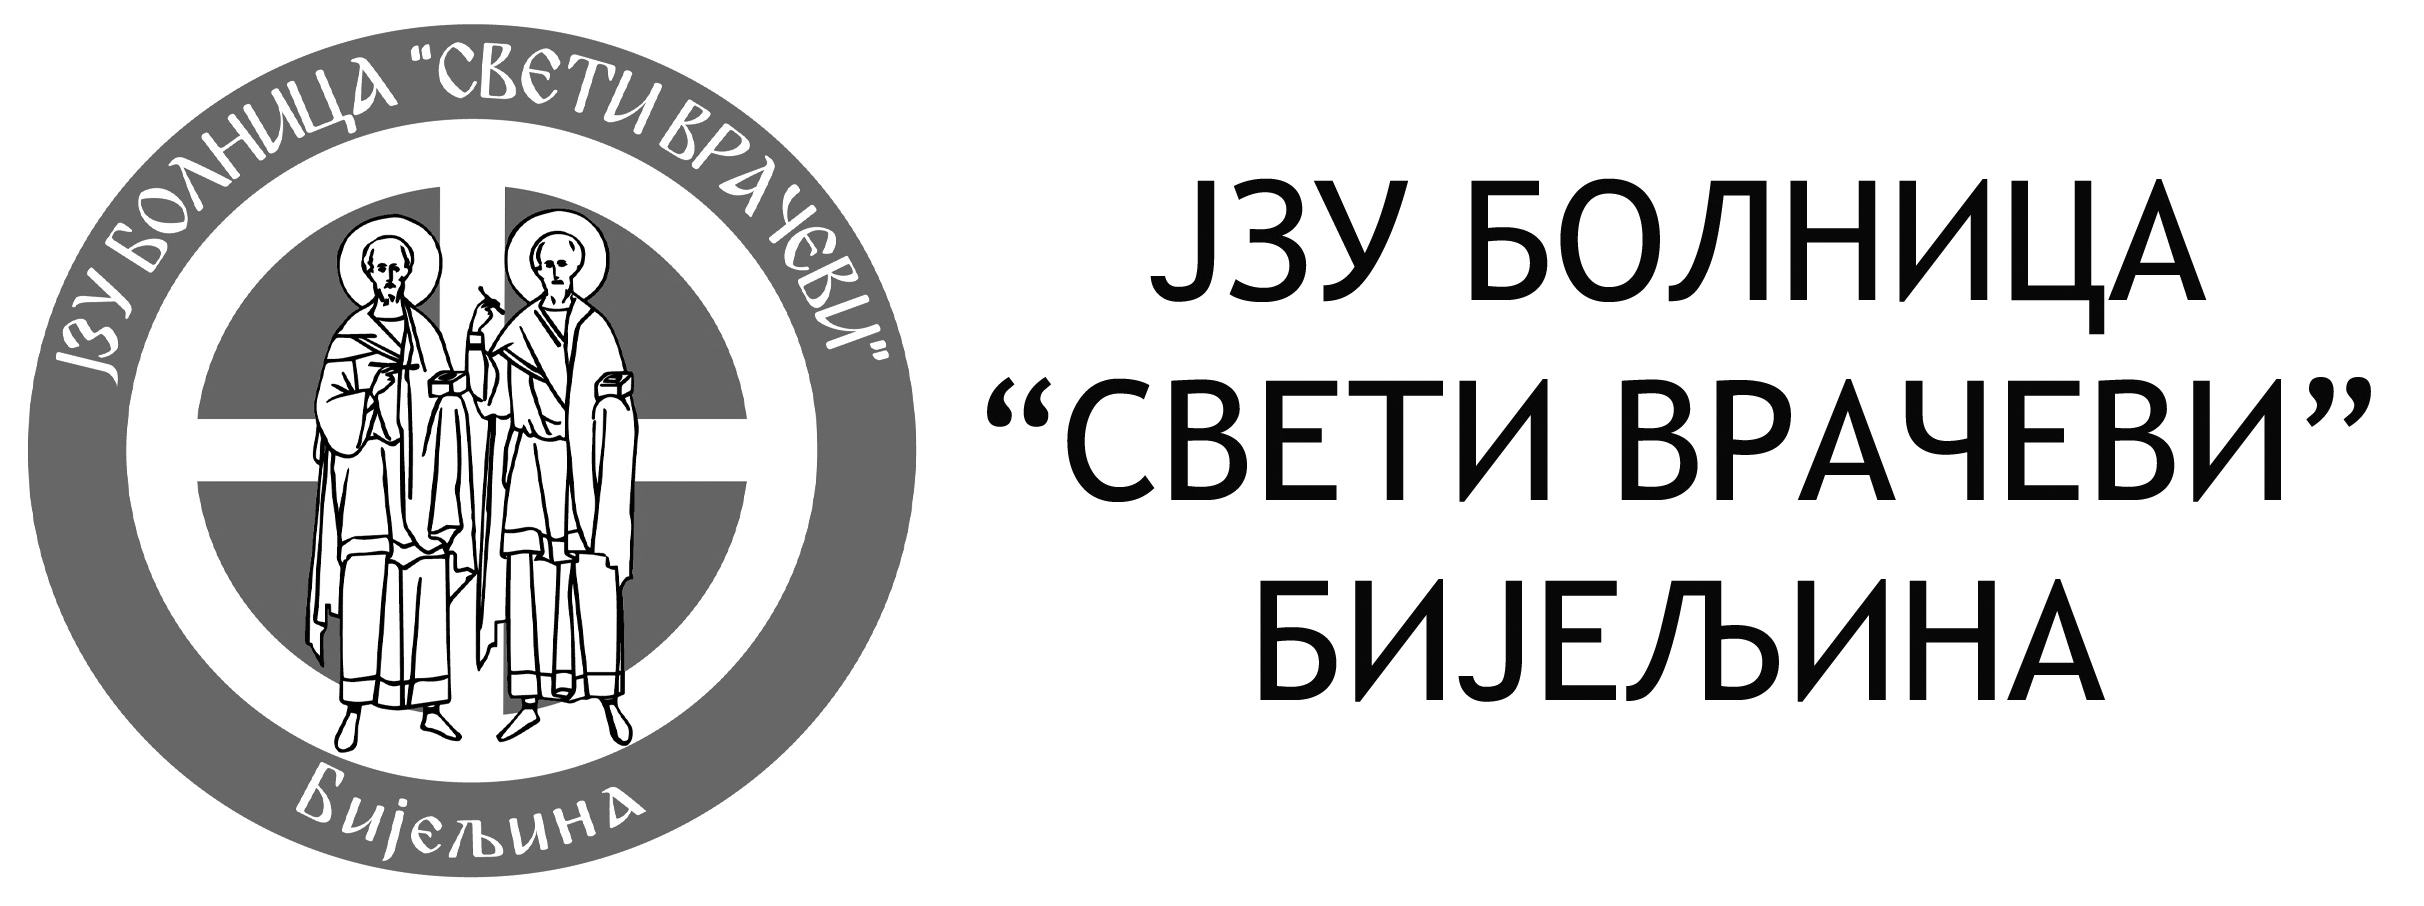 ЈЗУ БОЛНИЦА "СВЕТИ ВРАЧЕВИ"
Бијељина
ЈЗУ БОЛНИЦА
“СВЕТИ ВРАЧЕВИ”
БИЈЕЉИНА